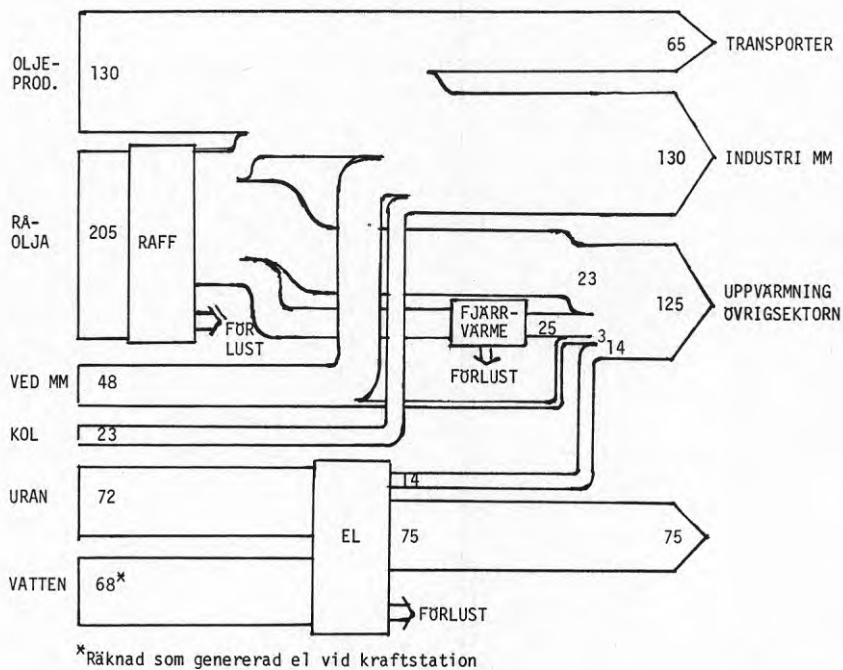 OLJE-
PROD.
130
65
TRANSPORTER
130
INDUSTRI MM
RÅ-
OLJA
205
RAFF
FÖR
LUST
23
125
UPPVÄRMNING
ÖVRIGSEKTORN
FJÄRR-
VÄRME
25
3
14
FÖRLUST
VED MM
48
KOL
23
URAN
72
14
EL
75
75
VATTEN
68*
FÖRLUST
*Räknad som genererad el vid kraftstation